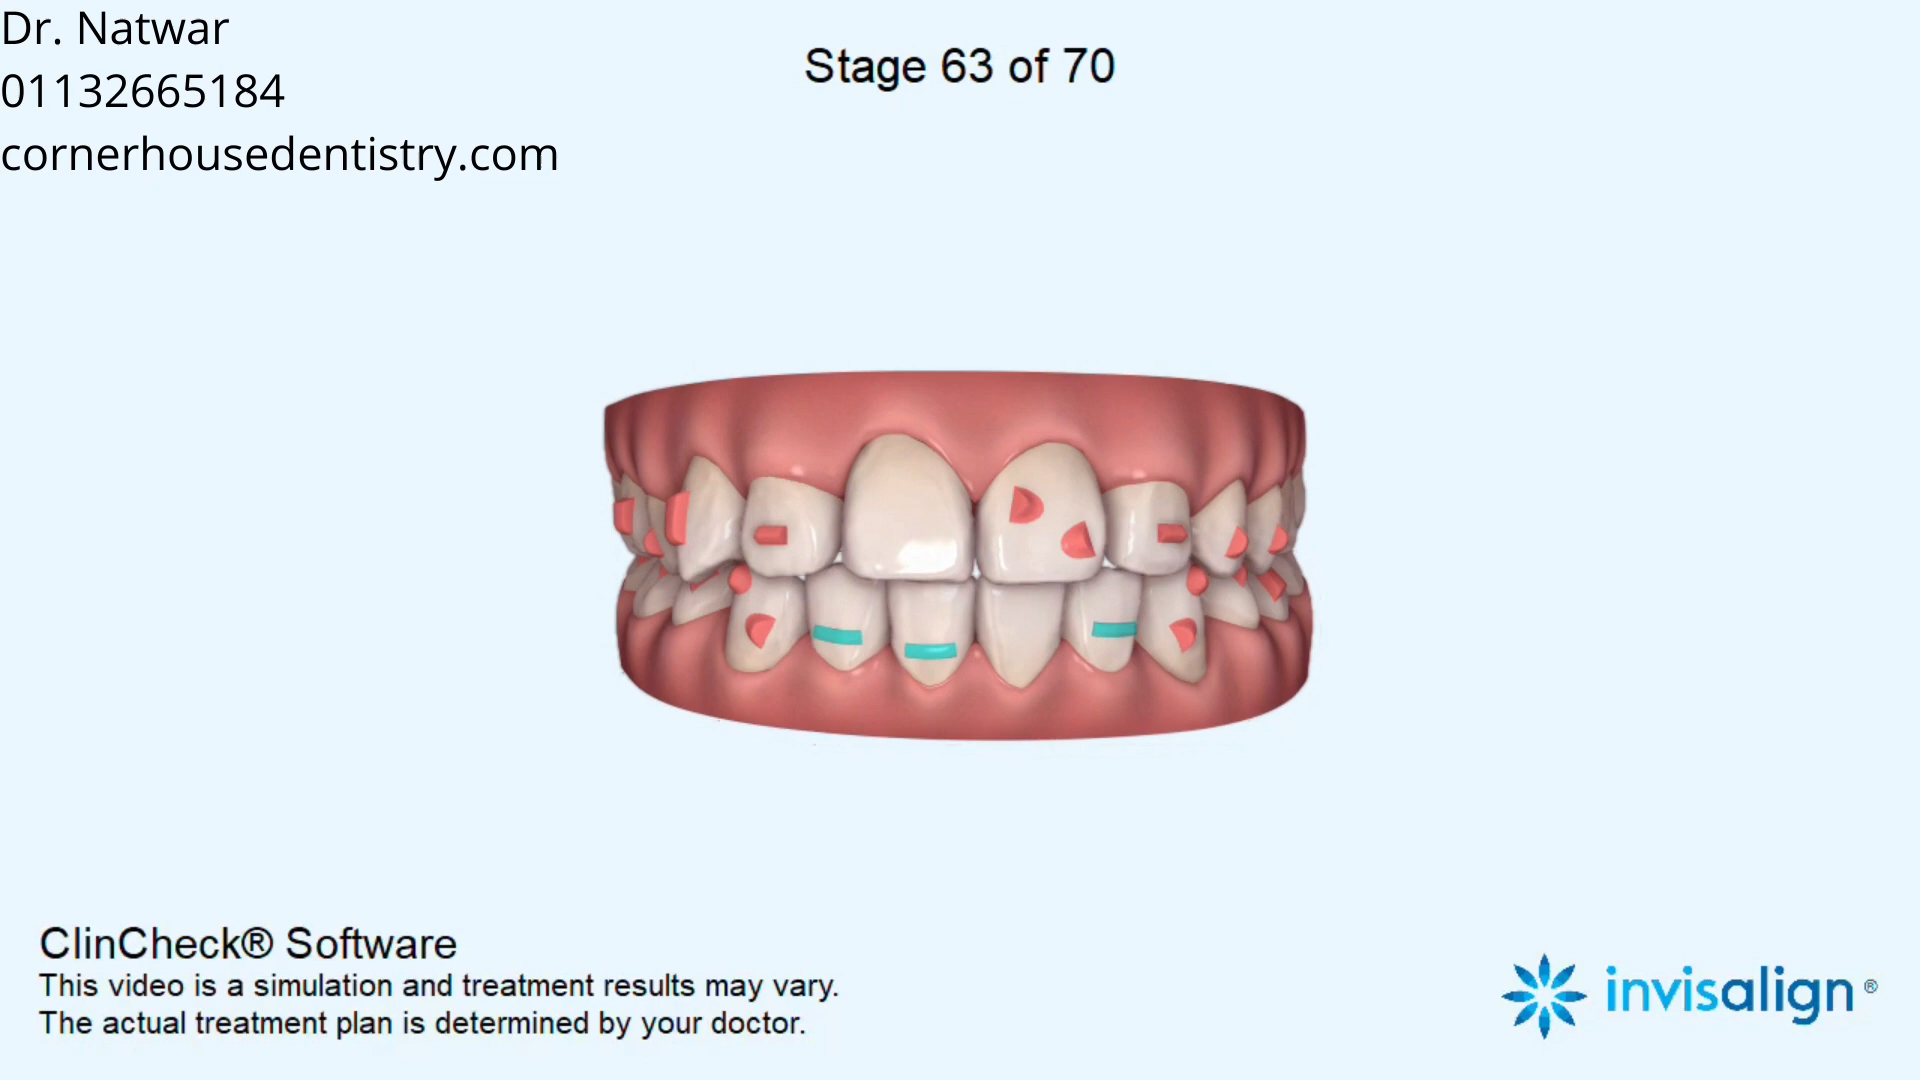 Dr. Natwar
01132665184
cornerhousedentistry.com
Stage 63 of 70
ClinCheck® Software
This video is a simulation and treatment results may vary.
The actual treatment plan is determined by your doctor.
invisalign®